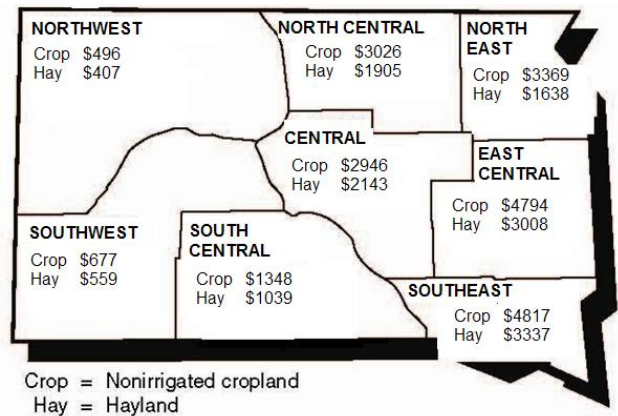 NORTHWEST
Crop $496
Hay $407
NORTH CENTRAL
Crop $3026
Hay $1905
NORTH
EAST
Crop $3369
Hay $1638
CENTRAL
Crop $2946
Hay $2143
EAST
CENTRAL
Crop $4794
Hay $3008
SOUTHWEST
Crop $677
Hay $559
SOUTH
CENTRAL
Crop $1348
Hay $1039
SOUTHEAST
Crop $4817
Hay $3337
Crop = Nonirrigated cropland
Hay = Hayland